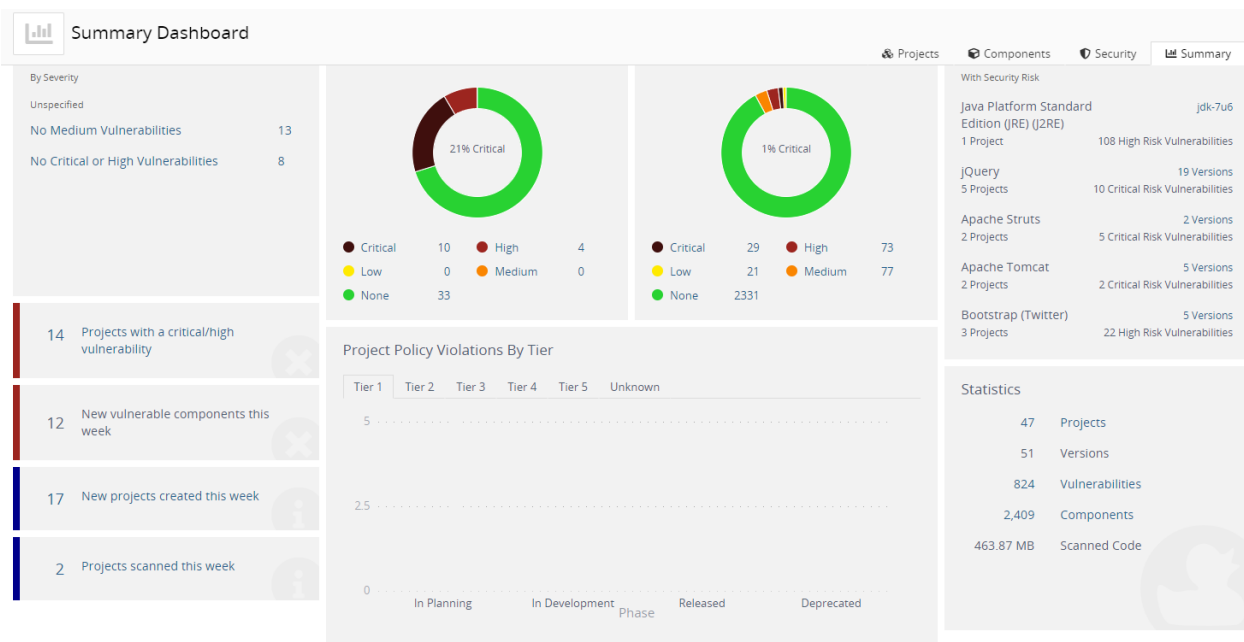 Summary Dashboard
Projects
Components
Security
Summary
By Severity
Unspecified
No Medium Vulnerabilities 13
No Critical or High Vulnerabilities 8
21% Critical
Critical 10 High 4
Low 0 Medium 0
None 33
1% Critical
Critical 29 High 73
Low 21 Medium 77
None 2331
With Security Risk
Java Platform Standard jdk-7u6
Edition (JRE) (J2RE)
1 Project 108 High Risk Vulnerabilities
jQuery 19 Versions
5 Projects 10 Critical Risk Vulnerabilities
Apache Struts 2 Versions
2 Projects 5 Critical Risk Vulnerabilities
Apache Tomcat 5 Versions
2 Projects 2 Critical Risk Vulnerabilities
Bootstrap (Twitter) 5 Versions
3 Projects 22 High Risk Vulnerabilities
14 Projects with a critical/high
vulnerability
12 New vulnerable components this
week
17 New projects created this week
2 Projects scanned this week
Project Policy Violations By Tier
Tier 1 Tier 2 Tier 3 Tier 4 Tier 5 Unknown
5
2.5
0
In Planning In Development Released Deprecated
Phase
Statistics
47 Projects
51 Versions
824 Vulnerabilities
2,409 Components
463.87 MB Scanned Code